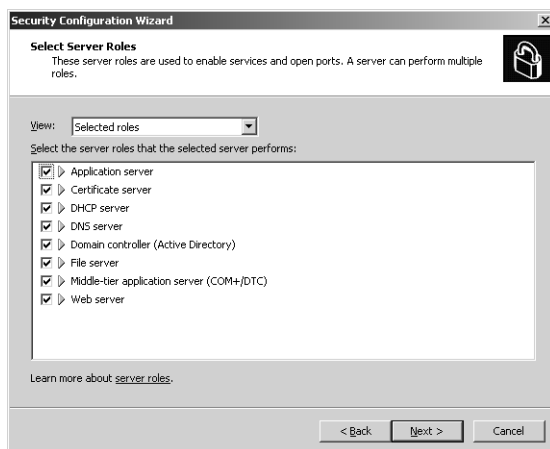 Security Configuration Wizard
Select Server Roles
These server roles are used to enable services and open ports. A server can perform multiple
roles.
View: Selected roles
Select the server roles that the selected server performs:
Application server
Certificate server
DHCP server
DNS server
Domain controller (Active Directory)
File server
Middle-tier application server (COM+/DTC)
Web server
Learn more about server roles.
< Back Next > Cancel